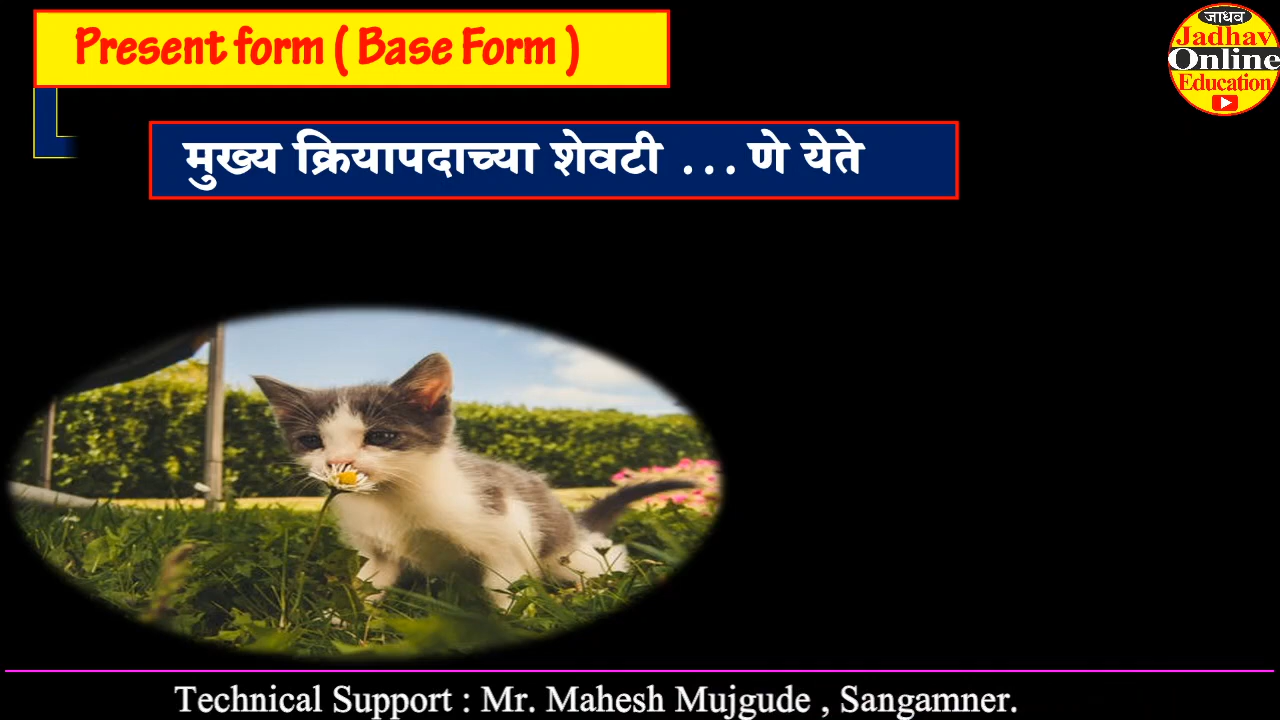 Present form ( Base Form )
जाधव
Jadhav
Online
Education
मुख्य क्रियापदाच्या शेवटी ...णे येते
Technical Support : Mr. Mahesh Mujgude , Sangamner.